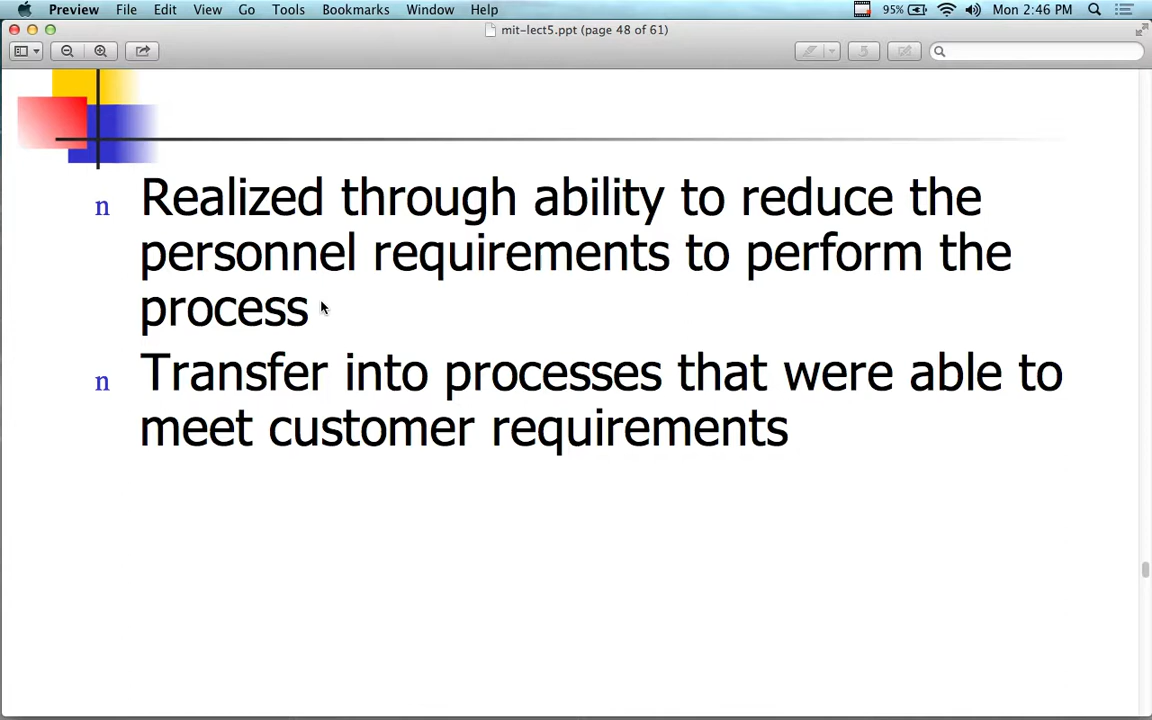 Preview File Edit View Go Tools Bookmarks Window Help 95% Mon 2:46 PM
mit-lect5.ppt (page 48 of 61)
n Realized through ability to reduce the
personnel requirements to perform the
process
n Transfer into processes that were able to
meet customer requirements